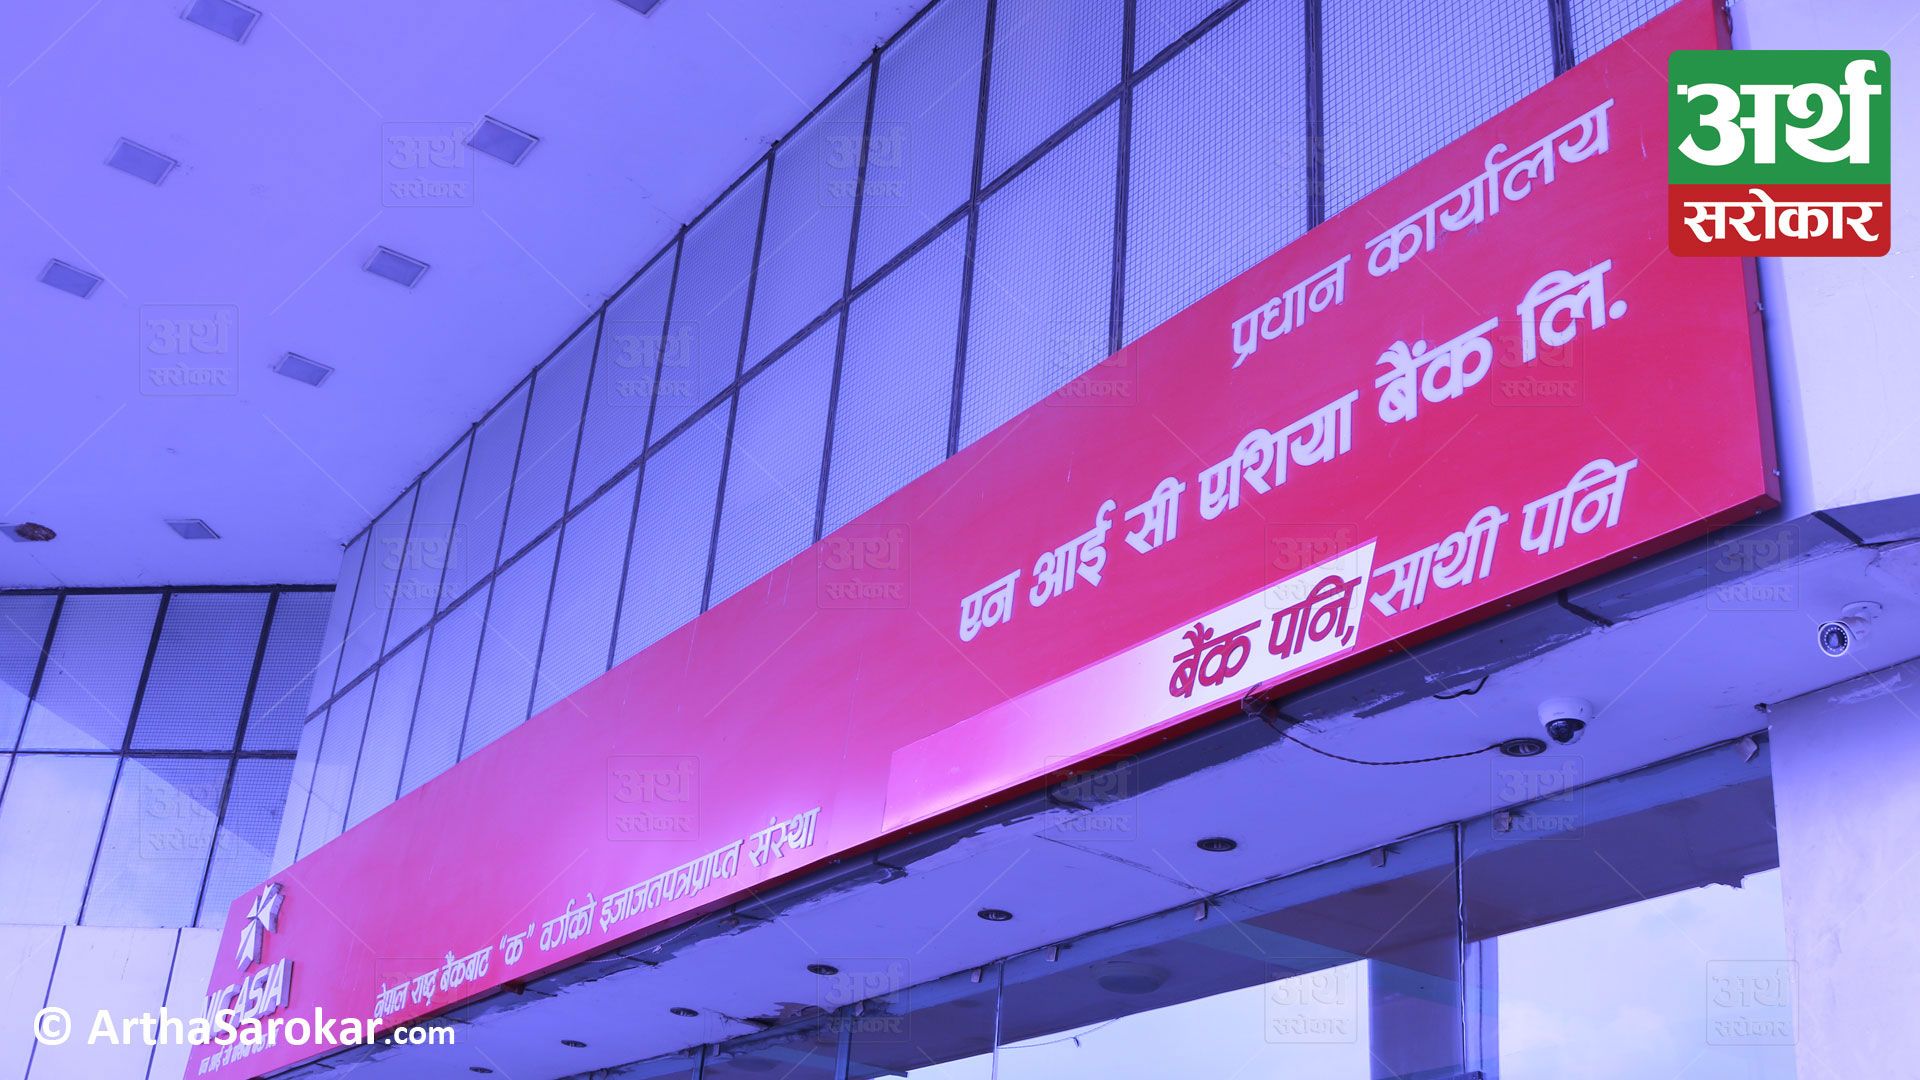 अर्थ
सरोकार
प्रधान कार्यालय
एन आई सी एशिया बैंक लि.
बैंक पनि, साथी पनि
नेपाल राष्ट्र बैंकबाट "क" वर्गको इजाजतपत्रप्राप्त संस्था
NIC ASIA
© ArthaSarokar.com